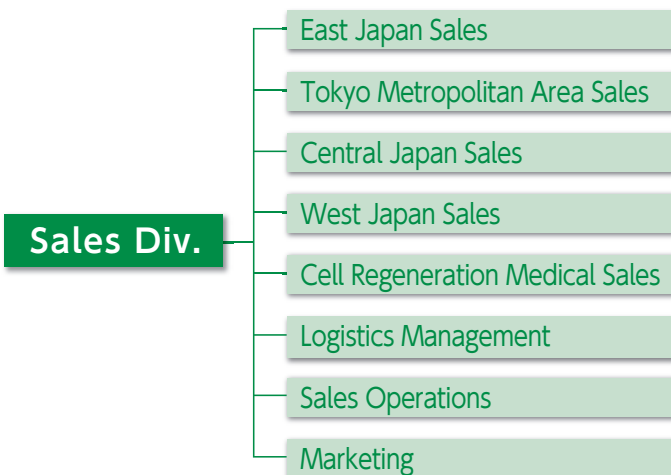 East Japan Sales
Tokyo Metropolitan Area Sales
Central Japan Sales
West Japan Sales
Sales Div.
Cell Regeneration Medical Sales
Logistics Management
Sales Operations
Marketing